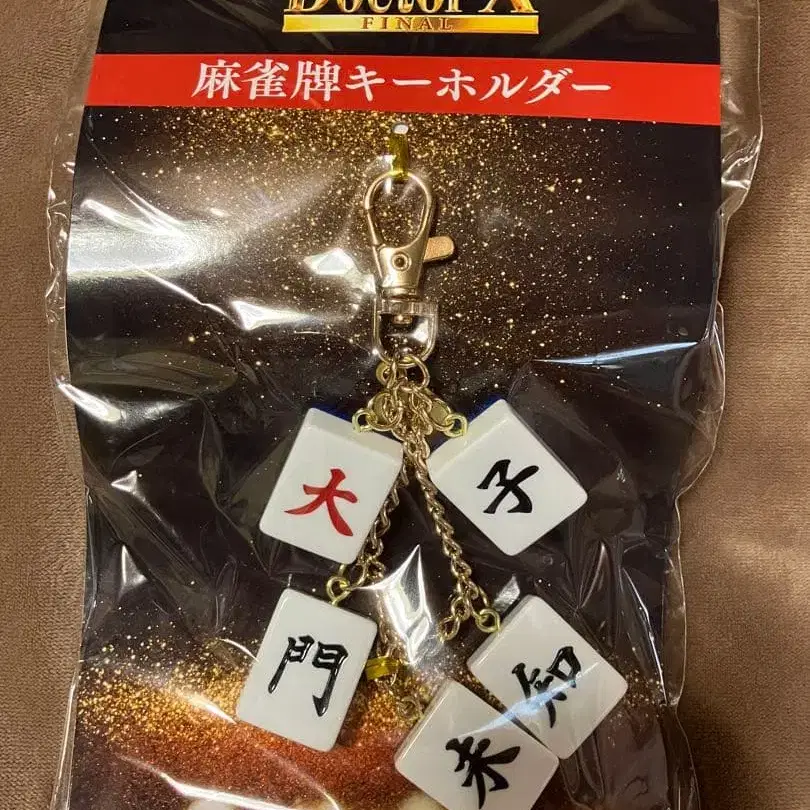 Doctor-X
FINAL
麻雀牌キーホルダー
大
子
門
知
未